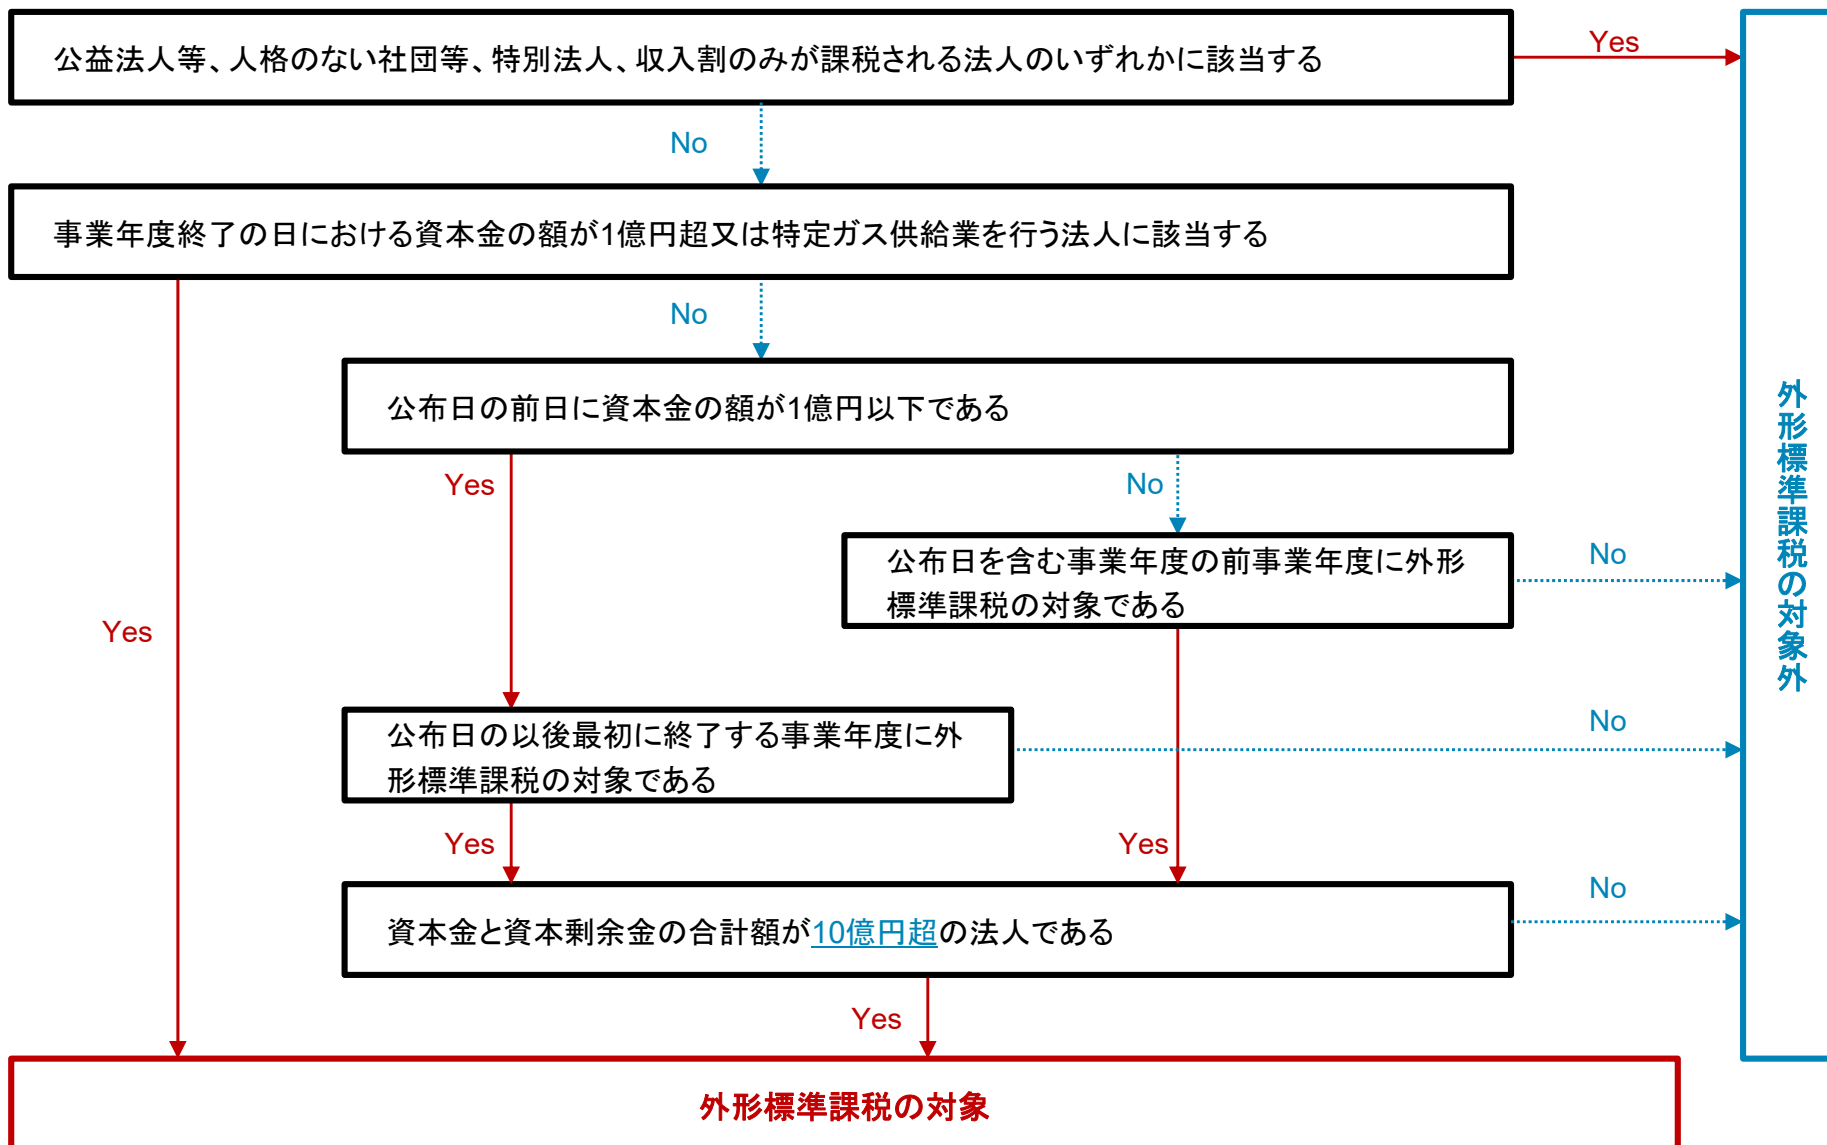 公益法人等、人格のない社団等、特別法人、収入割のみが課税される法人のいずれかに該当する
Yes
No
事業年度終了の日における資本金の額が1億円超又は特定ガス供給業を行う法人に該当する
No
公布日の前日に資本金の額が1億円以下である
Yes
No
公布日を含む事業年度の前事業年度に外形
標準課税の対象である
No
Yes
公布日の以後最初に終了する事業年度に外
形標準課税の対象である
No
Yes
Yes
資本金と資本剰余金の合計額が10億円超の法人である
No
Yes
外形標準課税の対象
外形標準課税の対象外